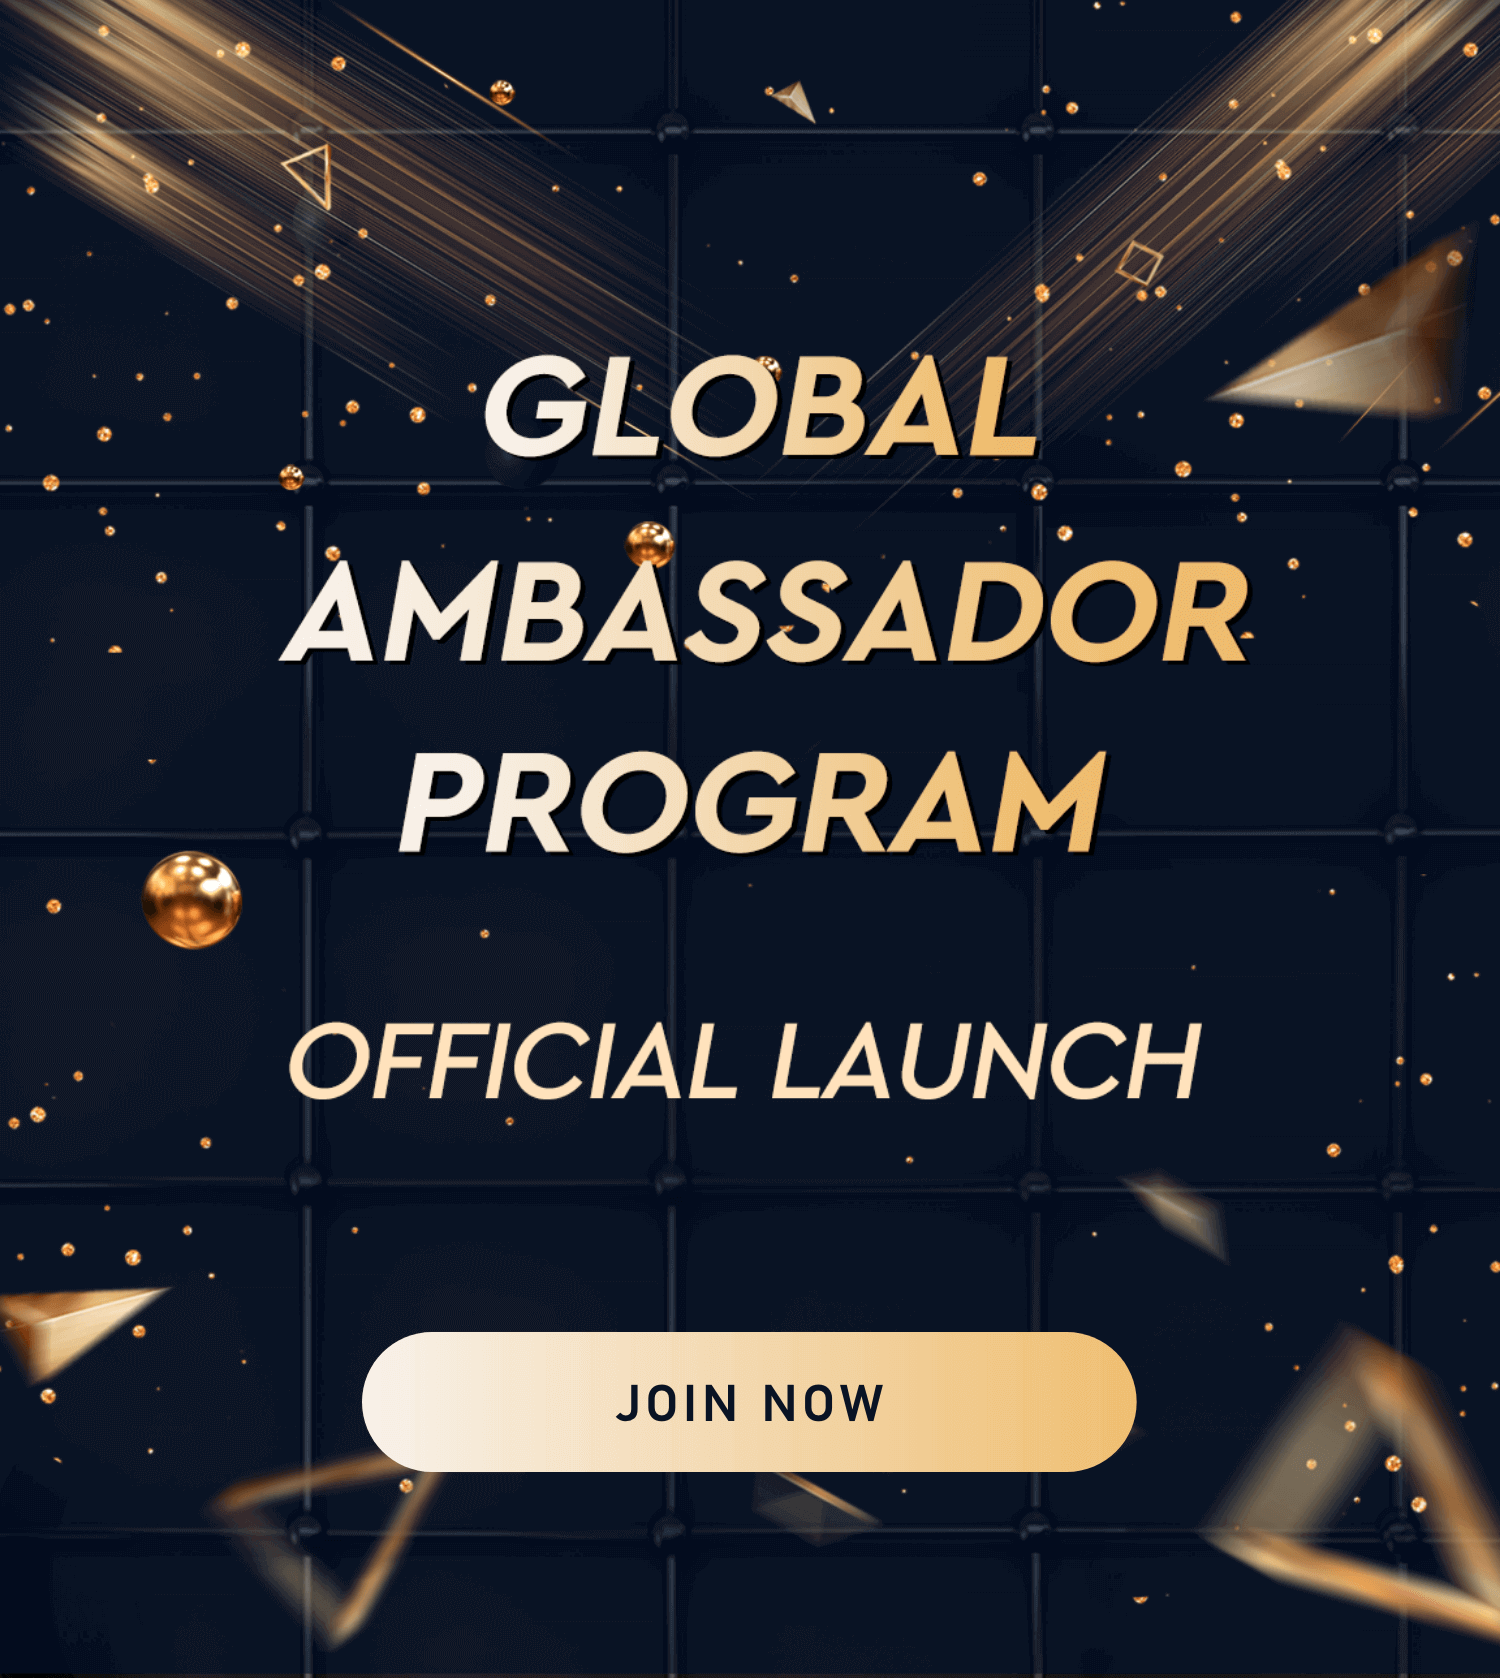 GLOBAL
AMBASSADOR
PROGRAM
OFFICIAL LAUNCH
JOIN NOW